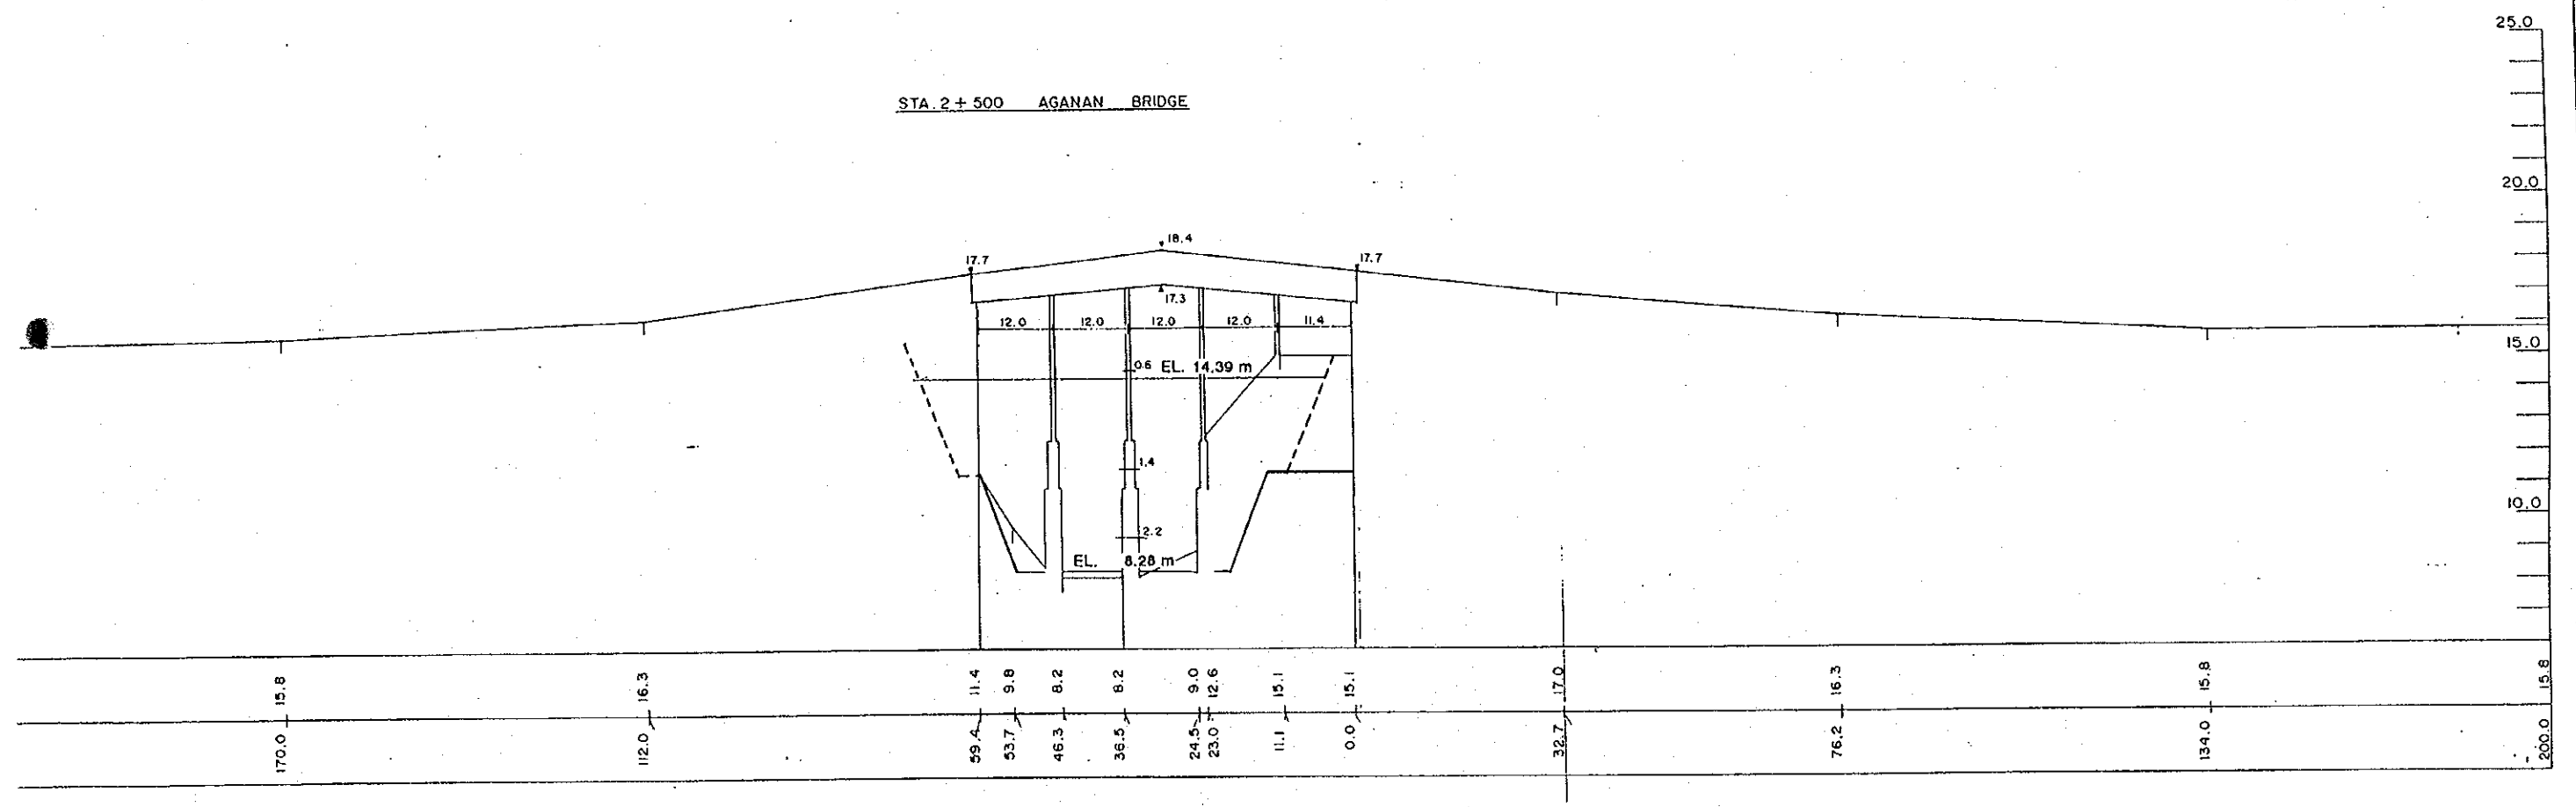 25.0
STA. 2 + 500 AGANAN BRIDGE
20.0
18.4
17.7
17.7
17.3
12.0 12.0 12.0 12.0 11.4
15.0
0.6 EL. 14.39 m
1.4
10.0
2.2
EL. 8.28 m
15.8 16.3 11.4 9.8 8.2 8.2 9.0 12.6 15.1 15.1 17.0 16.3 15.8 15.8
170.0 112.0 59.4 53.7 46.3 36.5 24.5 23.0 11.1 0.0 32.7 76.2 134.0 200.0